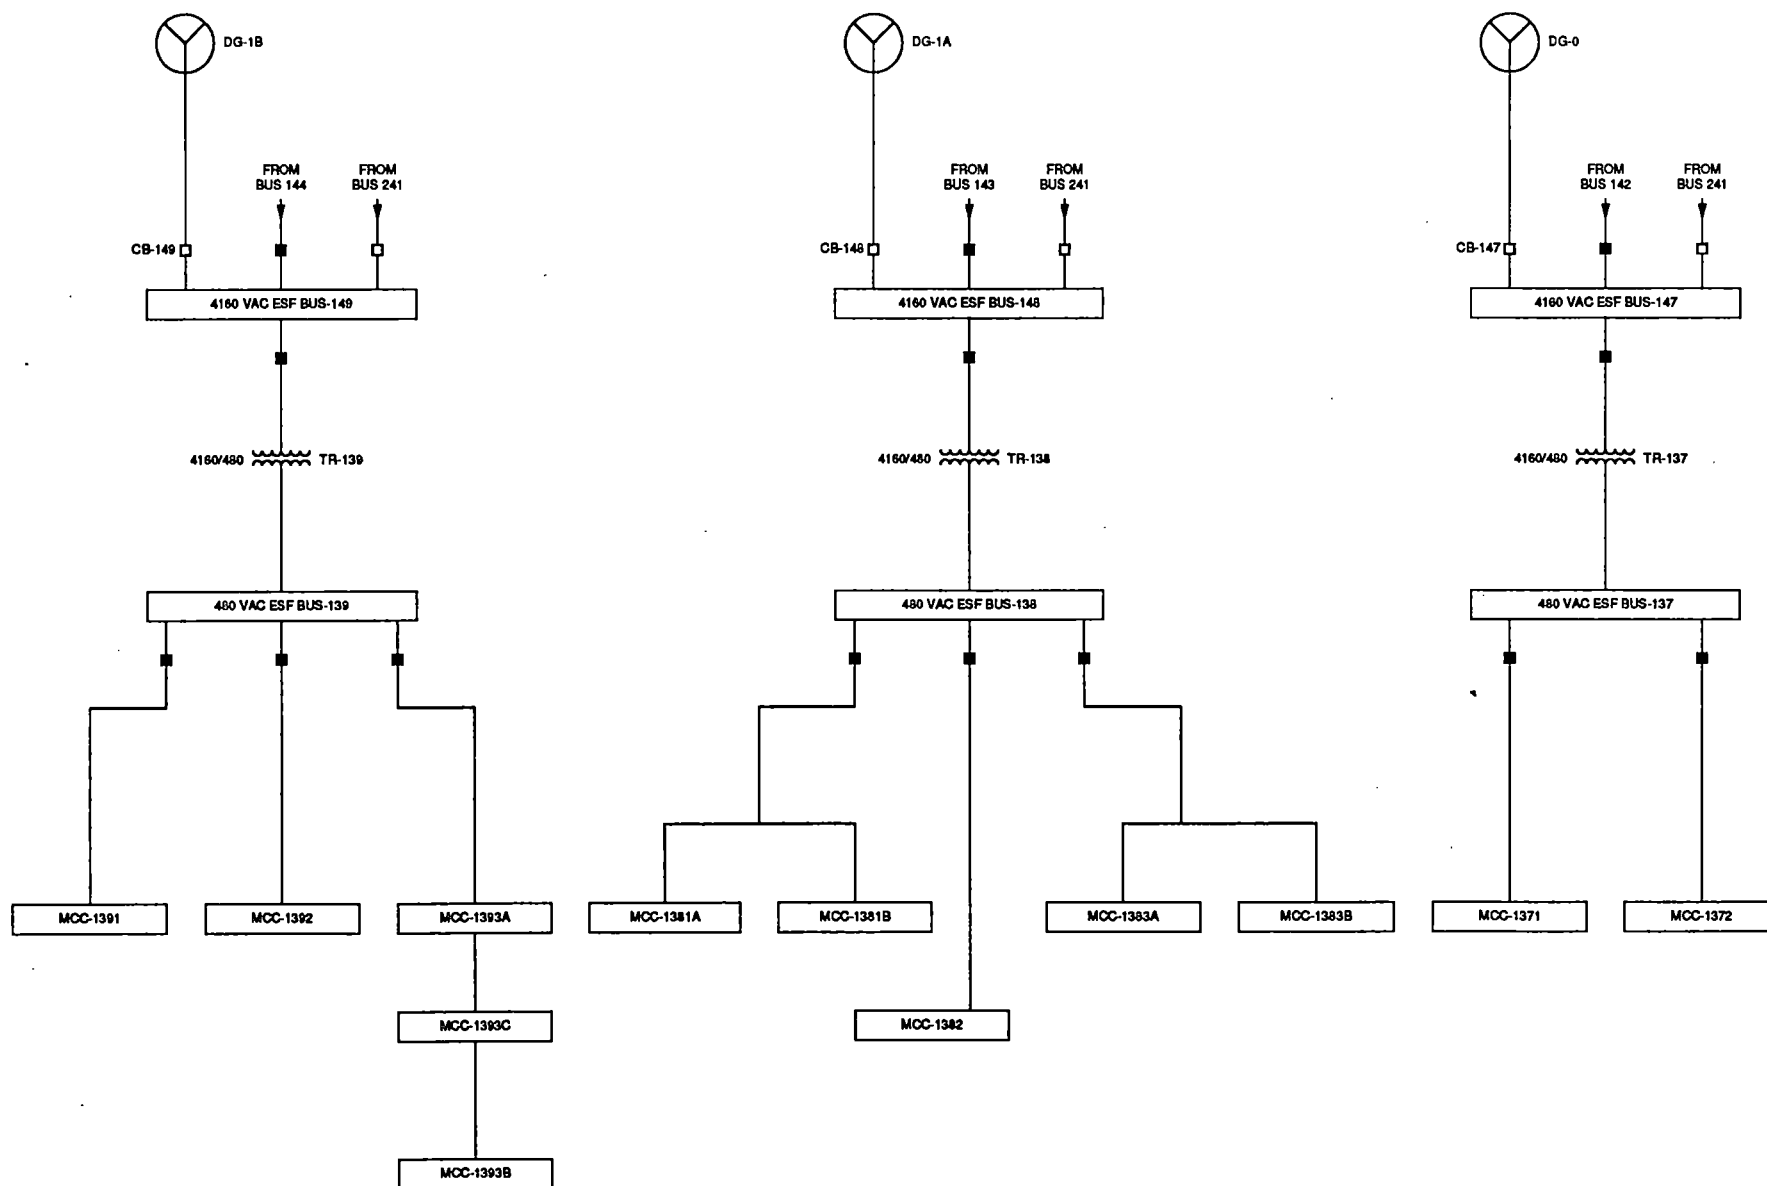 DG-1B
DG-1A
DG-0
FROM
BUS 144
FROM
BUS 241
FROM
BUS 143
FROM
BUS 241
FROM
BUS 142
FROM
BUS 241
CB-149
CB-148
CB-147
4160 VAC ESF BUS-149
4160 VAC ESF BUS-148
4160 VAC ESF BUS-147
4160/480
TR-139
4160/480
TR-138
4160/480
TR-137
480 VAC ESF BUS-139
480 VAC ESF BUS-138
480 VAC ESF BUS-137
MCC-1391
MCC-1392
MCC-1393A
MCC-1381A
MCC-1381B
MCC-1383A
MCC-1383B
MCC-1371
MCC-1372
MCC-1393C
MCC-1382
MCC-1393B